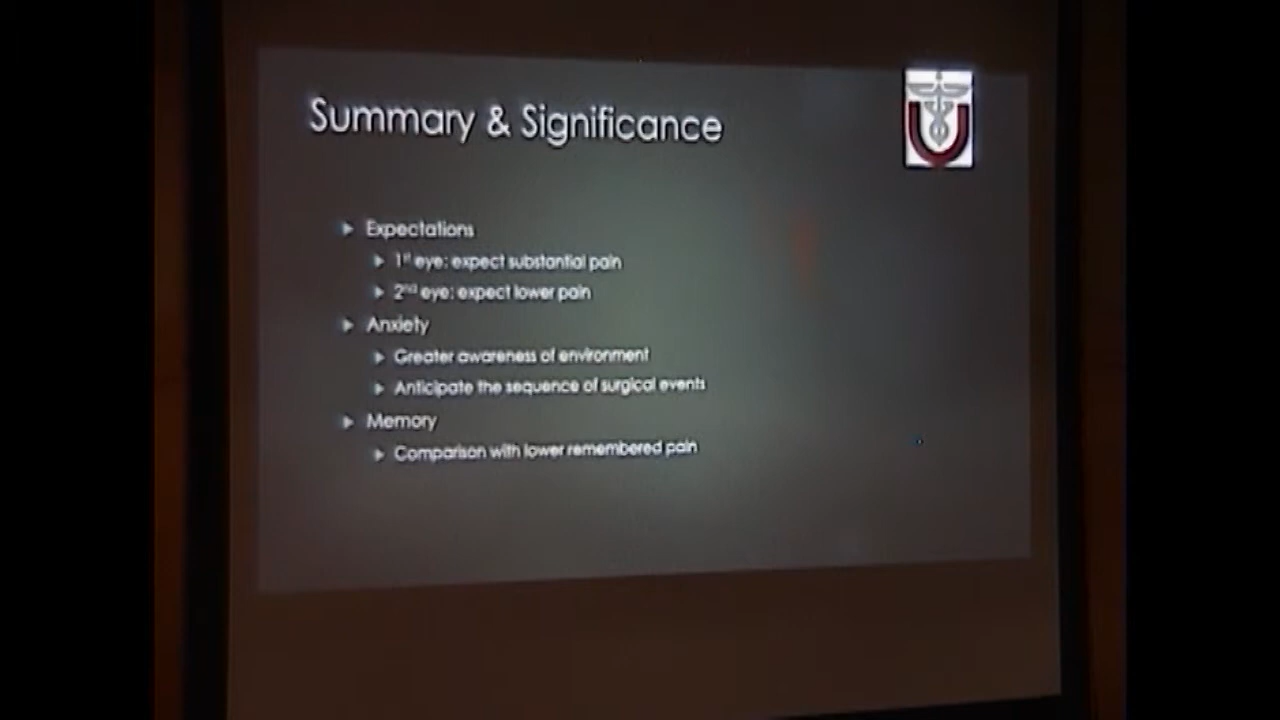 Summary & Significance
Expectations
1st eye: expect substantial pain
2nd eye: expect lower pain
Anxiety
Greater awareness of environment
Anticipate the sequence of surgical events
Memory
Comparison with lower remembered pain